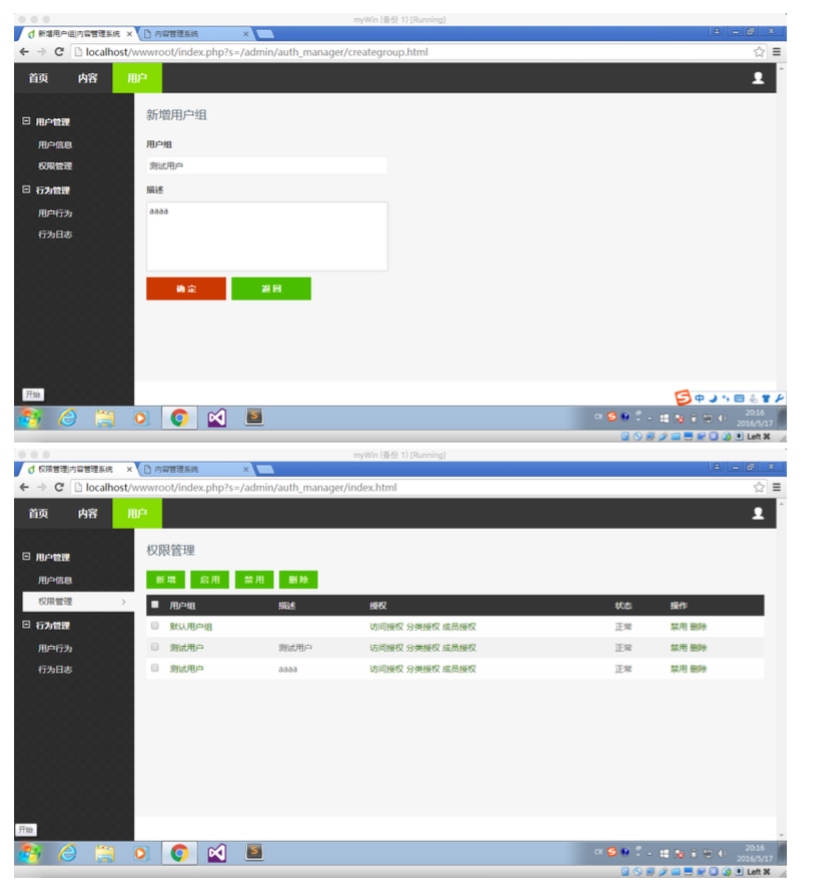 myWin (备份 1) [Running]
新增用户组|内容管理系统 × 内容管理系统 ×
localhost/wwwroot/index.php?s=/admin/auth_manager/creategroup.html
首页 内容 用户
新增用户组
用户管理
用户组
用户信息
测试用户
权限管理
行为管理
描述
用户行为
aaaa
行为日志
确 定 返 回
开始
中
20:16
2016/5/17
Left ⌘
myWin (备份 1) [Running]
权限管理|内容管理系统 × 内容管理系统 ×
localhost/wwwroot/index.php?s=/admin/auth_manager/index.html
首页 内容 用户
权限管理
用户管理
用户信息
新 增 启 用 禁 用 删 除
权限管理 >
用户组 描述 授权 状态 操作
行为管理
默认用户组 访问授权 分类授权 成员授权 正常 禁用 删除
用户行为
测试用户 测试用户 访问授权 分类授权 成员授权 正常 禁用 删除
行为日志
测试用户 aaaa 访问授权 分类授权 成员授权 正常 禁用 删除
开始
20:16
2016/5/17
Left ⌘